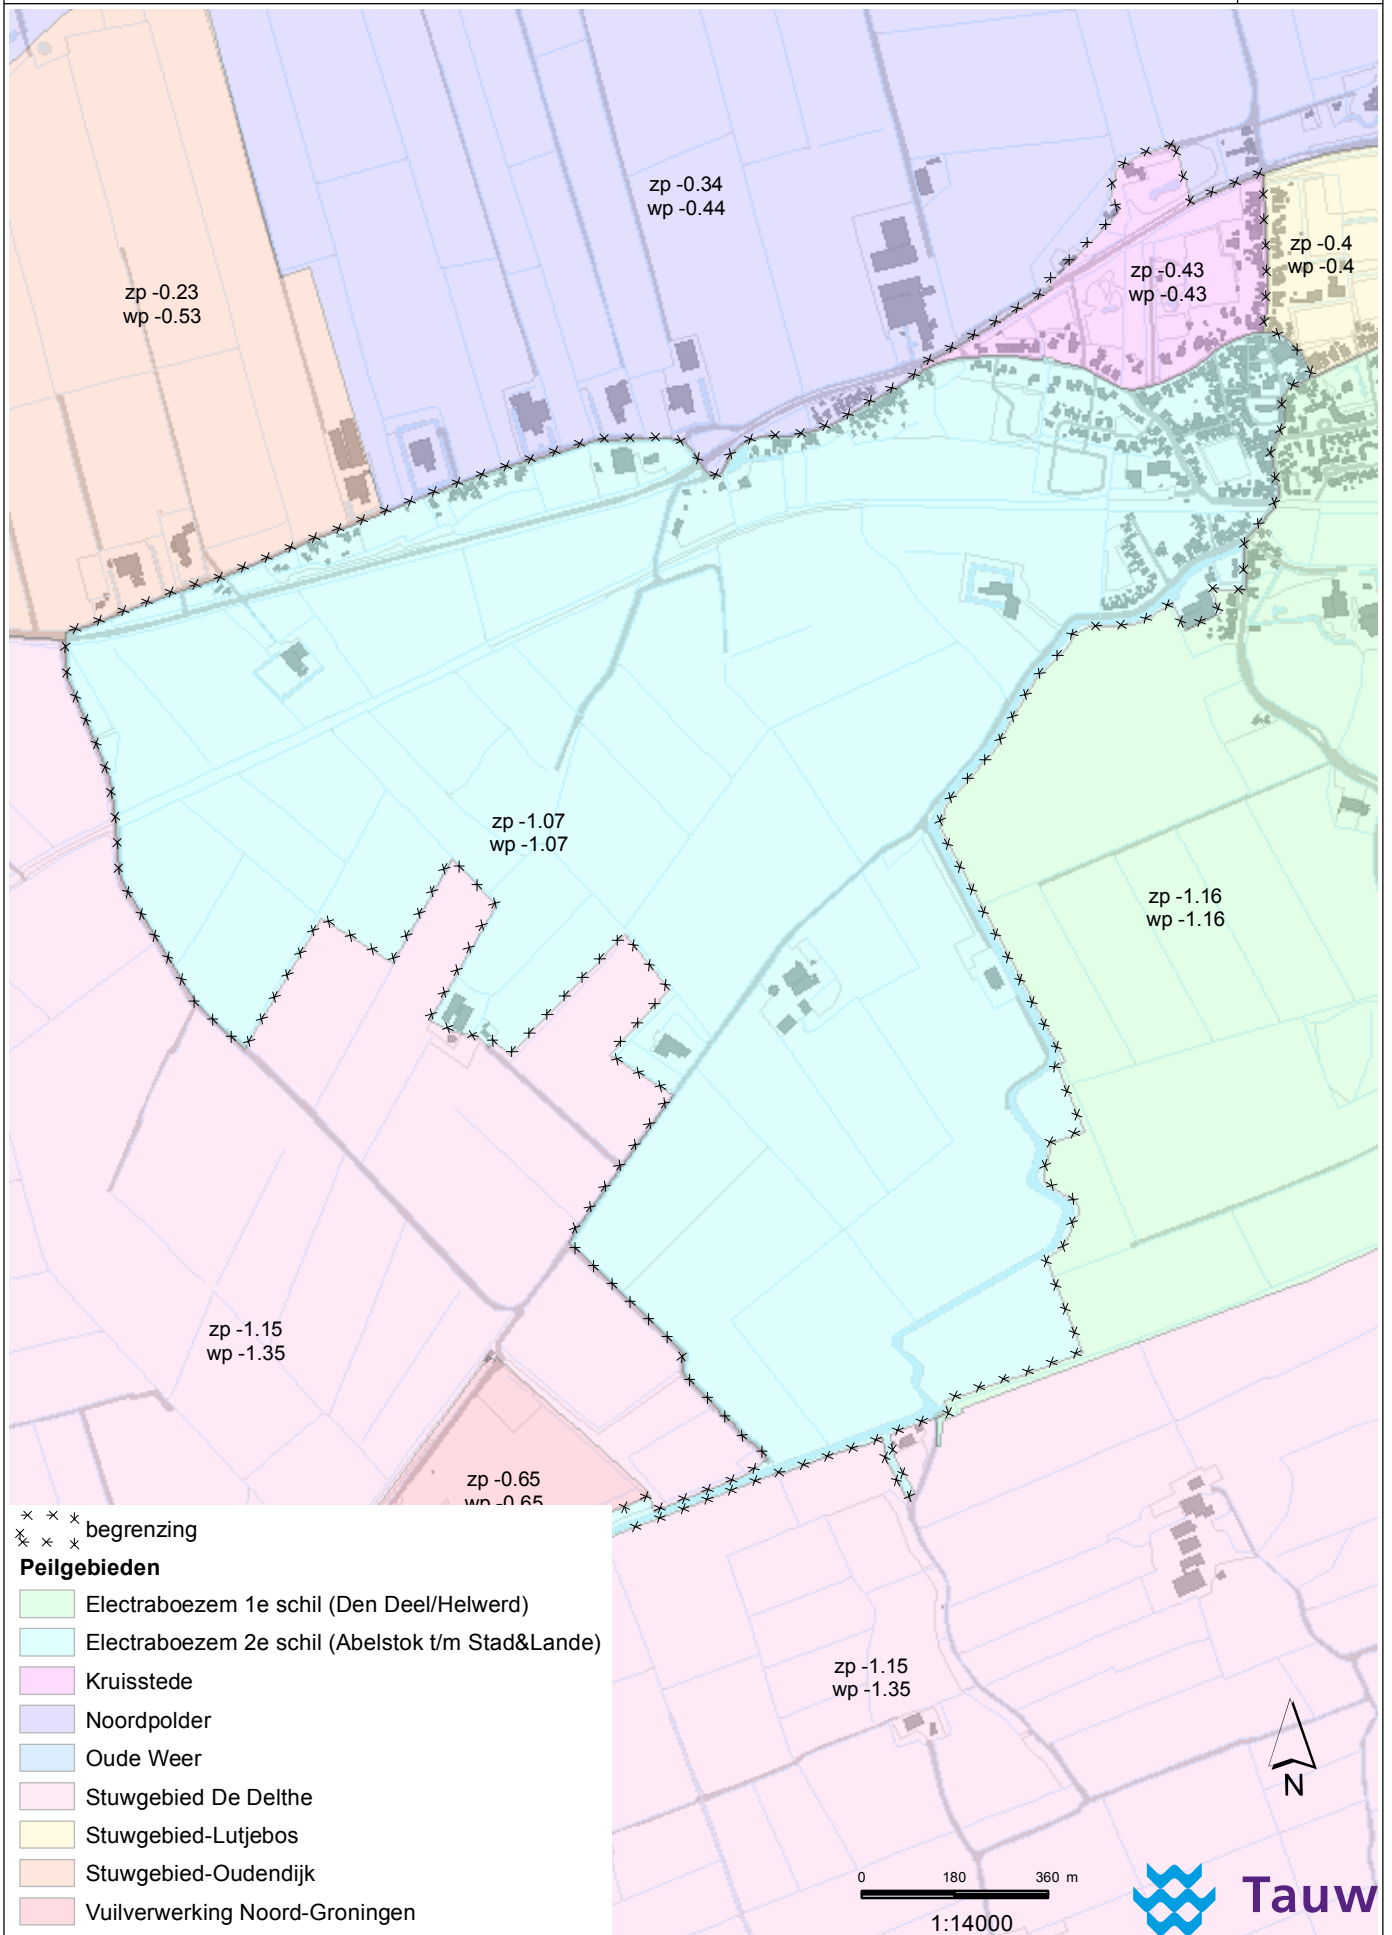 zp -0.34
wp -0.44
zp -0.4
wp -0.4
zp -0.43
wp -0.43
zp -0.23
wp -0.53
zp -1.07
wp -1.07
zp -1.16
wp -1.16
zp -1.15
wp -1.35
zp -0.65
wp -0.65
begrenzing
Peilgebieden
Electraboezem 1e schil (Den Deel/Helwerd)
Electraboezem 2e schil (Abelstok t/m Stad&Lande)
Kruisstede
Noordpolder
Oude Weer
Stuwgebied De Delthe
Stuwgebied-Lutjebos
Stuwgebied-Oudendijk
Vuilverwerking Noord-Groningen
zp -1.15
wp -1.35
N
0 180 360 m
1:14000
Tauw